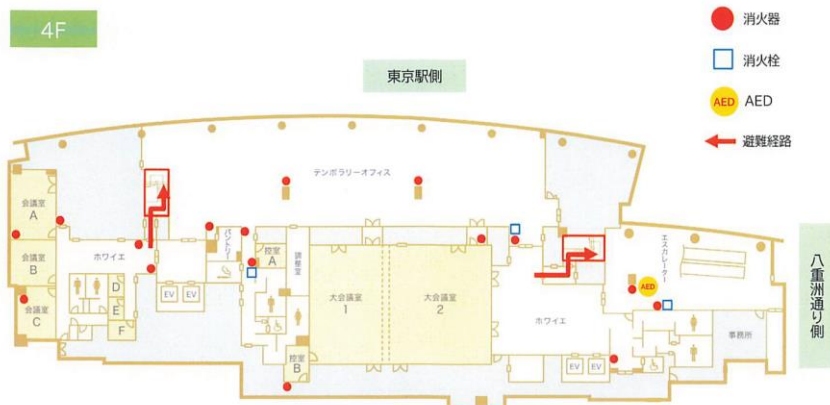 4F
東京駅側
消火器
消火栓
AED
AED
避難経路
テンポラリーオフィス
会議室
A
会議室
B
会議室
C
ホワイエ
D
E
F
EV
EV
パントリー
控室
A
調整室
大会議室
1
大会議室
2
控室
B
ホワイエ
EV
EV
エスカレーター
AED
事務所
八重洲通り側